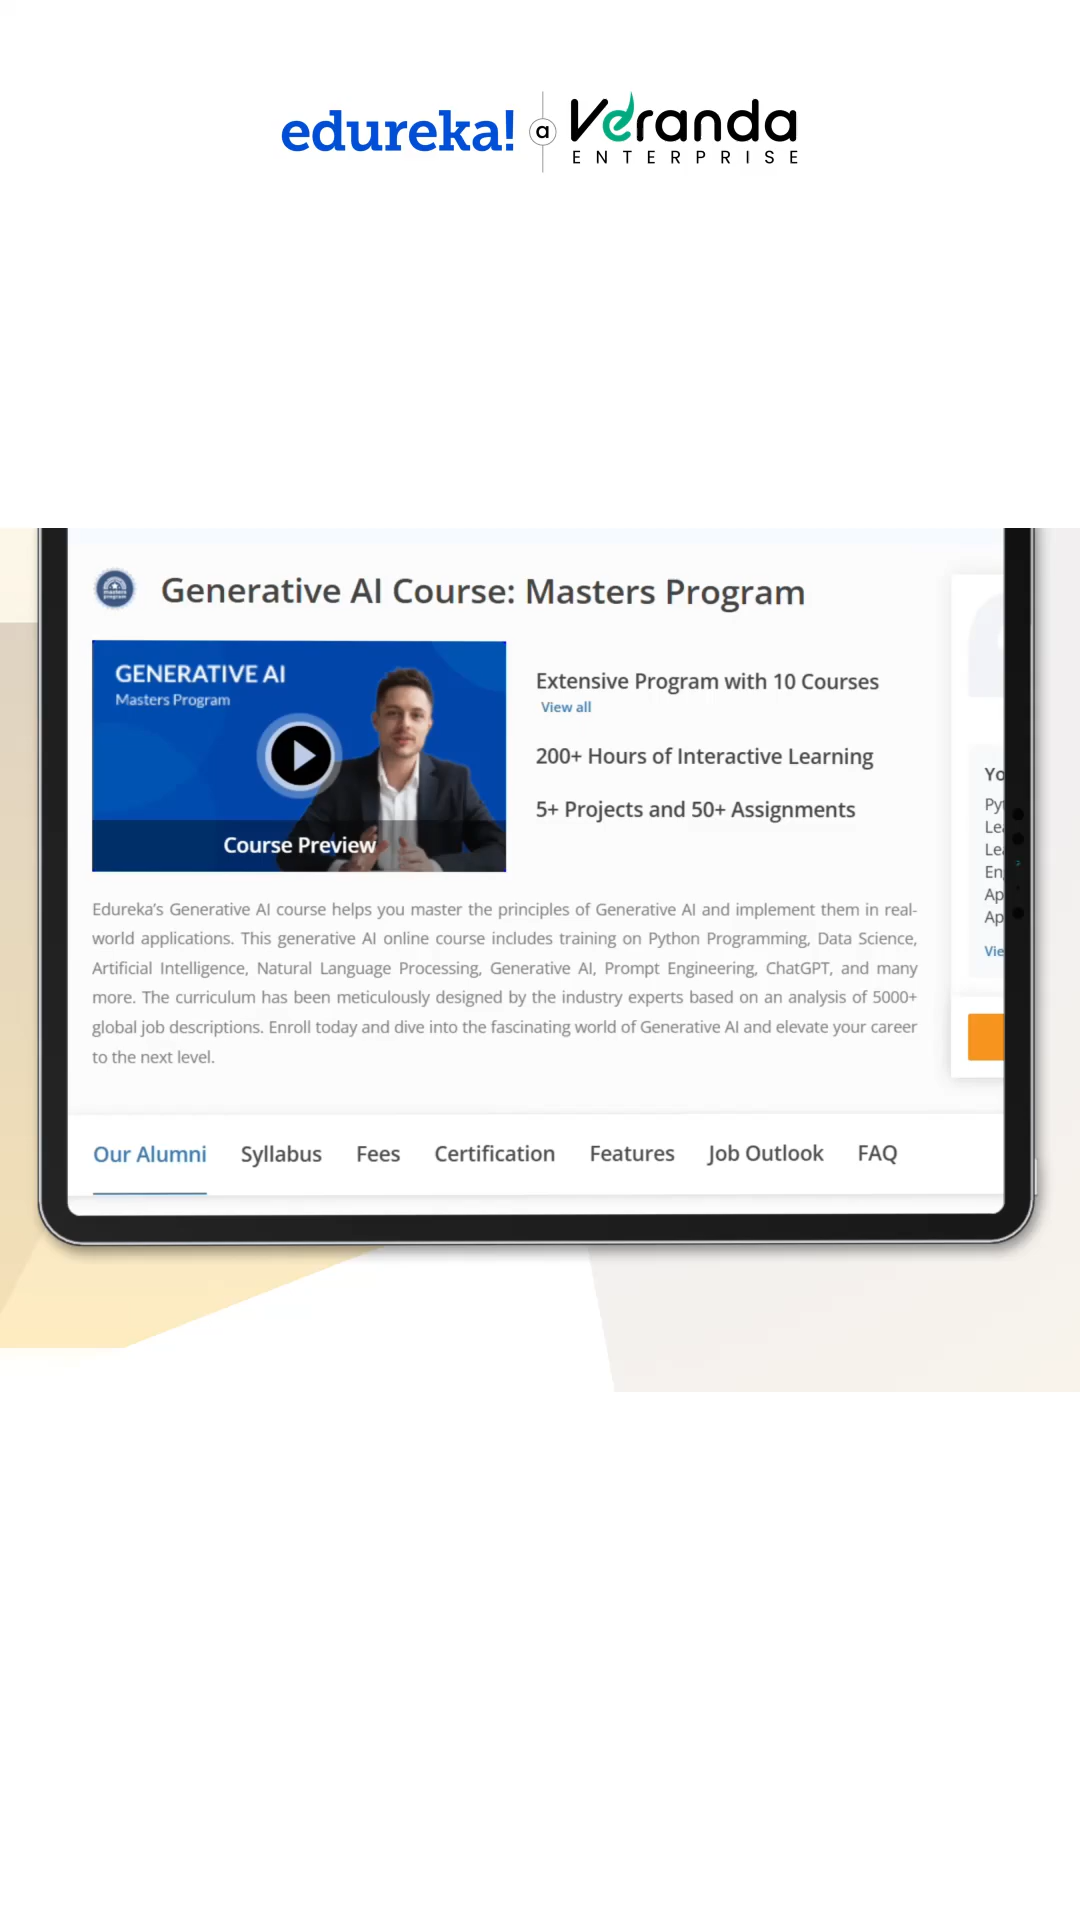 edureka! a Veranda
ENTERPRISE
masters
program
Generative AI Course: Masters Program
GENERATIVE AI
Masters Program
Course Preview
Extensive Program with 10 Courses
View all
200+ Hours of Interactive Learning
5+ Projects and 50+ Assignments
Edureka’s Generative AI course helps you master the principles of Generative AI and implement them in real-
world applications. This generative AI online course includes training on Python Programming, Data Science,
Artificial Intelligence, Natural Language Processing, Generative AI, Prompt Engineering, ChatGPT, and many
more. The curriculum has been meticulously designed by the industry experts based on an analysis of 5000+
global job descriptions. Enroll today and dive into the fascinating world of Generative AI and elevate your career
to the next level.
Our Alumni Syllabus Fees Certification Features Job Outlook FAQ